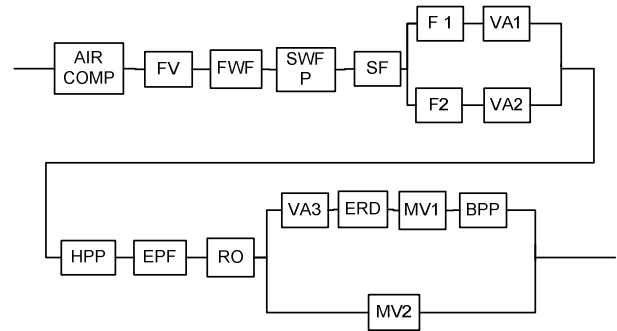 AIR
COMP
FV
FWF
SWF
P
SF
F 1
VA1
F2
VA2
HPP
EPF
RO
VA3
ERD
MV1
BPP
MV2